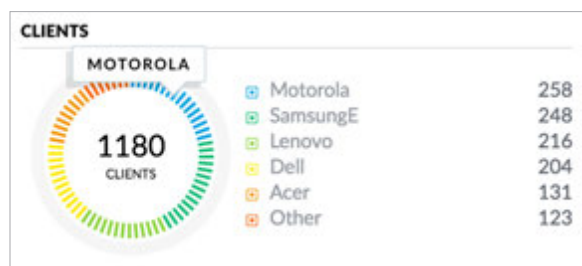 CLIENTS
MOTOROLA
1180
CLIENTS
Motorola 258
SamsungE 248
Lenovo 216
Dell 204
Acer 131
Other 123